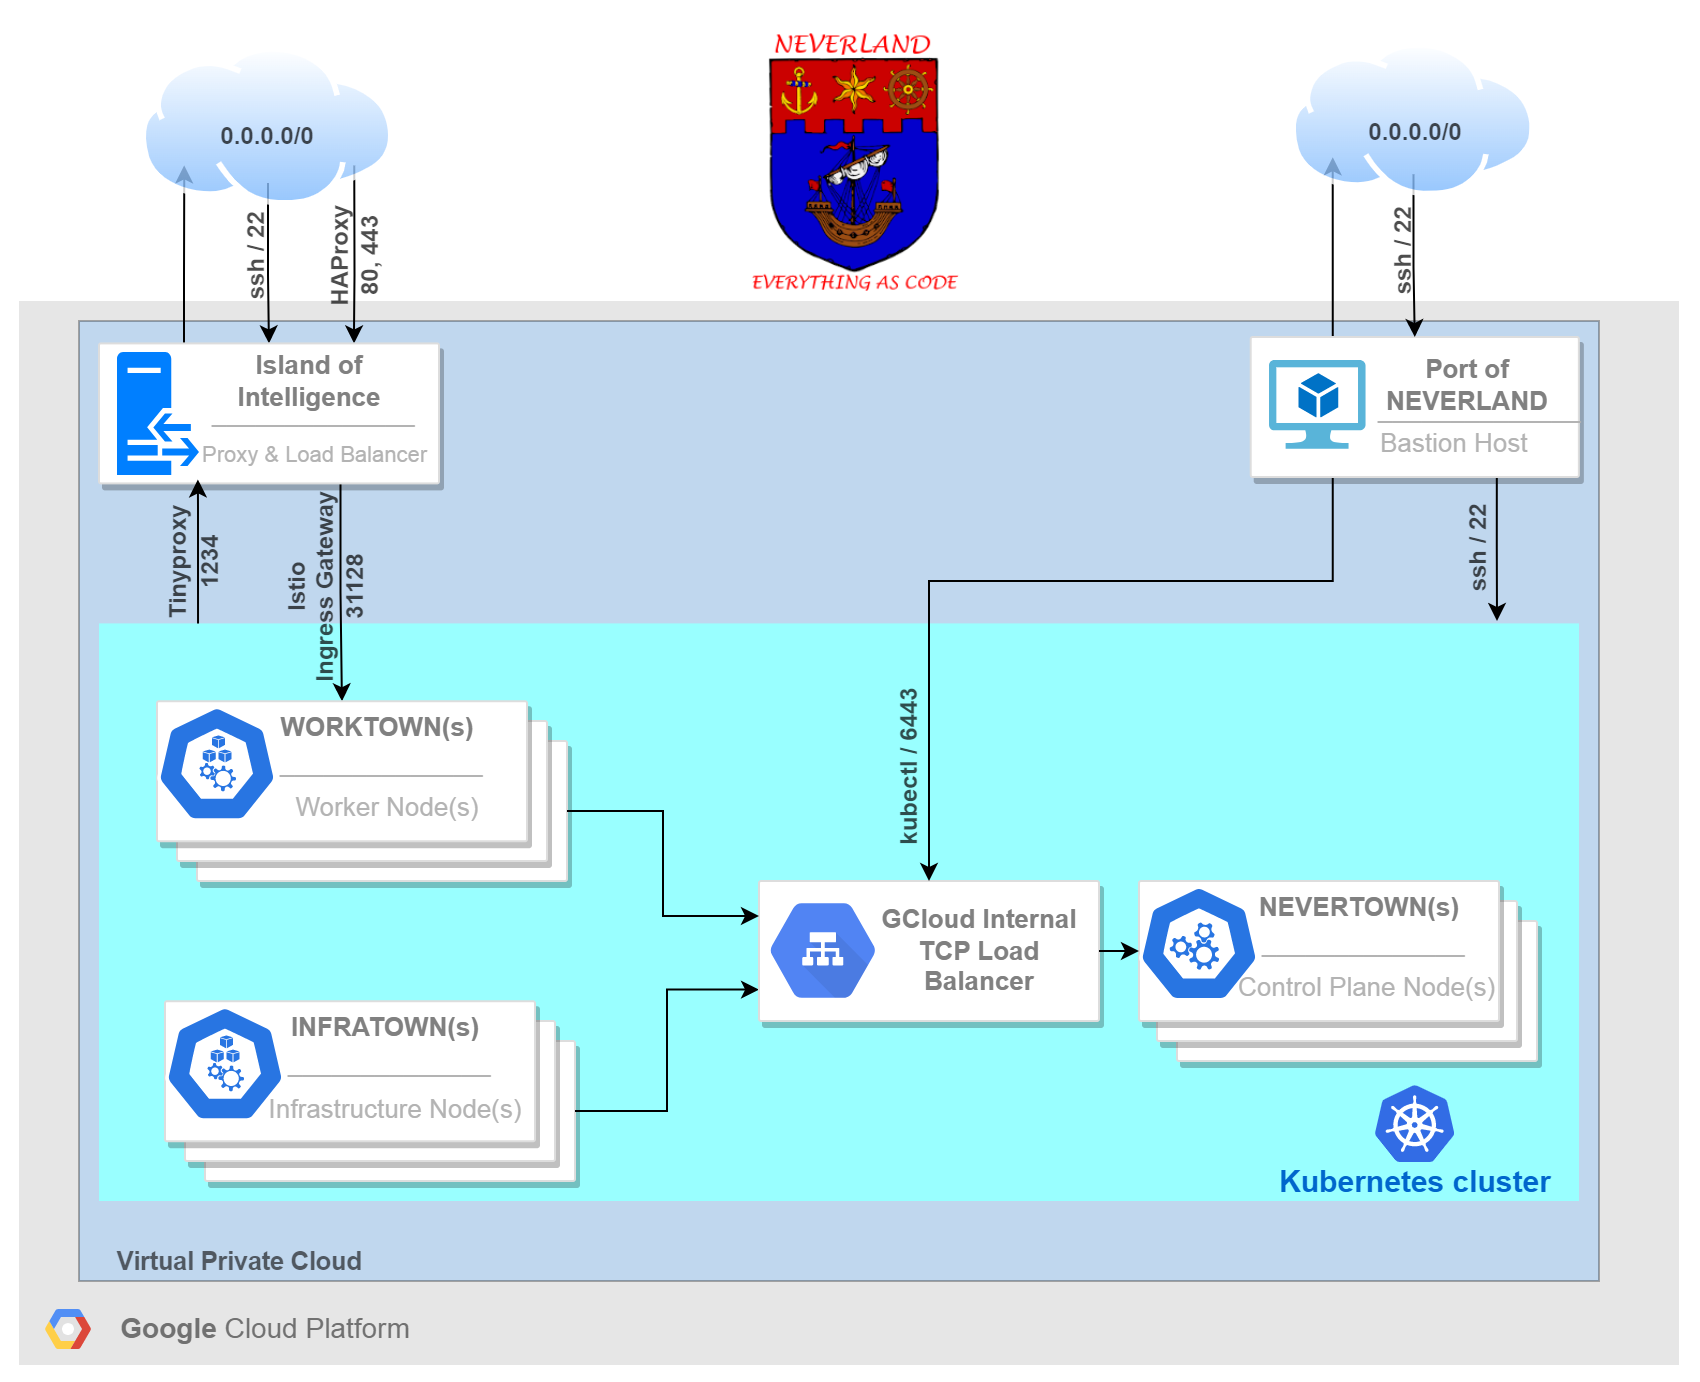 NEVERLAND
EVERYTHING AS CODE
0.0.0.0/0
0.0.0.0/0
ssh / 22
HAProxy
80, 443
ssh / 22
Island of
Intelligence
Proxy & Load Balancer
Port of
NEVERLAND
Bastion Host
Tinyproxy
1234
Istio
Ingress Gateway
31128
ssh / 22
kubectl / 6443
WORKTOWN(s)
Worker Node(s)
GCloud Internal
TCP Load
Balancer
NEVERTOWN(s)
Control Plane Node(s)
INFRATOWN(s)
Infrastructure Node(s)
Kubernetes cluster
Virtual Private Cloud
Google Cloud Platform